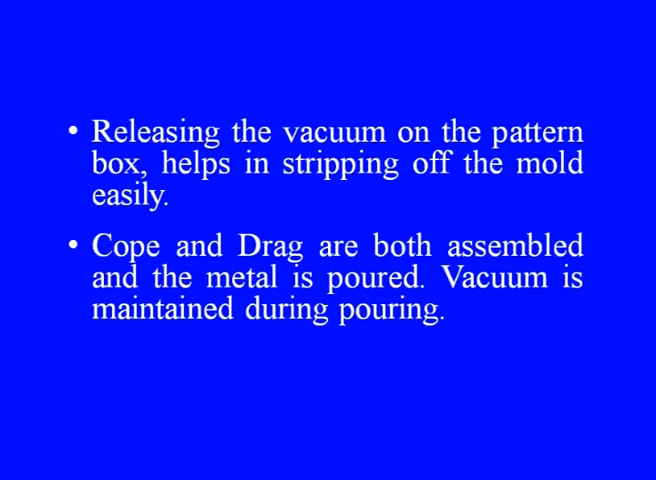 • Releasing the vacuum on the pattern
box, helps in stripping off the mold
easily.
• Cope and Drag are both assembled
and the metal is poured. Vacuum is
maintained during pouring.